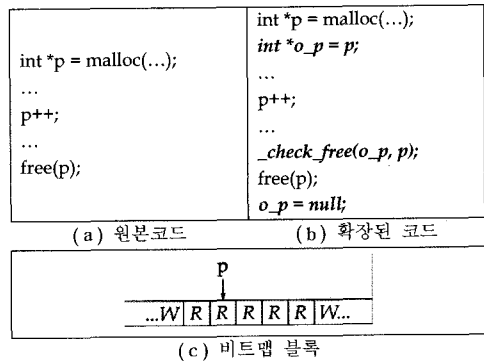 int *p = malloc(…);
…
p++;
…
free(p);
(a) 원본코드
int *p = malloc(…);
int *o_p = p;
…
p++;
…
_check_free(o_p, p);
free(p);
o_p = null;
(b) 확장된 코드
p
...W R R R R R W...
(c) 비트맵 블록